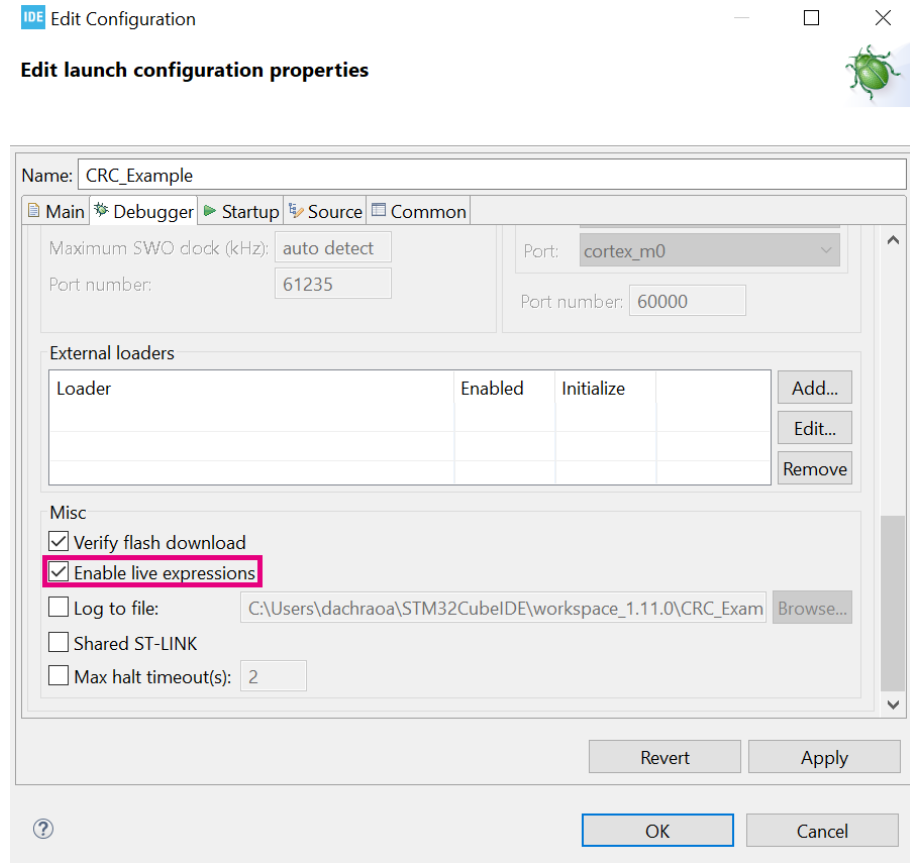 IDE Edit Configuration
Edit launch configuration properties
Name: CRC_Example
Main Debugger Startup Source Common
Maximum SWO clock (kHz): auto detect
Port: cortex_m0
Port number: 61235
Port number: 60000
External loaders
Loader Enabled Initialize
Add...
Edit...
Remove
Misc
Verify flash download
Enable live expressions
Log to file: C:\Users\dachraoa\STM32CubeIDE\workspace_1.11.0\CRC_Exam Browse...
Shared ST-LINK
Max halt timeout(s): 2
Revert Apply
? OK Cancel